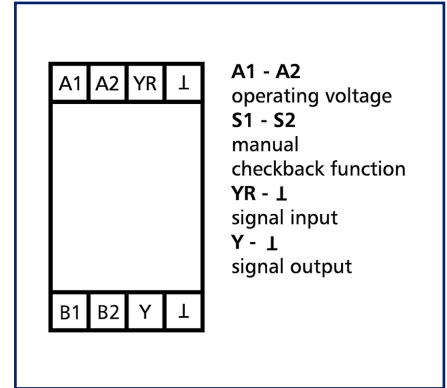 A1 A2 YR ⊥
B1 B2 Y ⊥
A1 - A2
operating voltage
S1 - S2
manual
checkback function
YR - ⊥
signal input
Y - ⊥
signal output